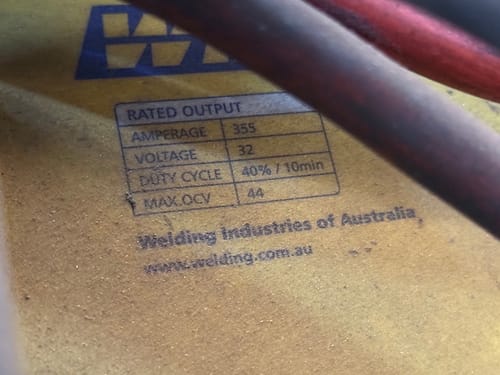 RATED OUTPUT
AMPERAGE 355
VOLTAGE 32
DUTY CYCLE 40% / 10min
MAX.OCV 44
Welding Industries of Australia
www.welding.com.au